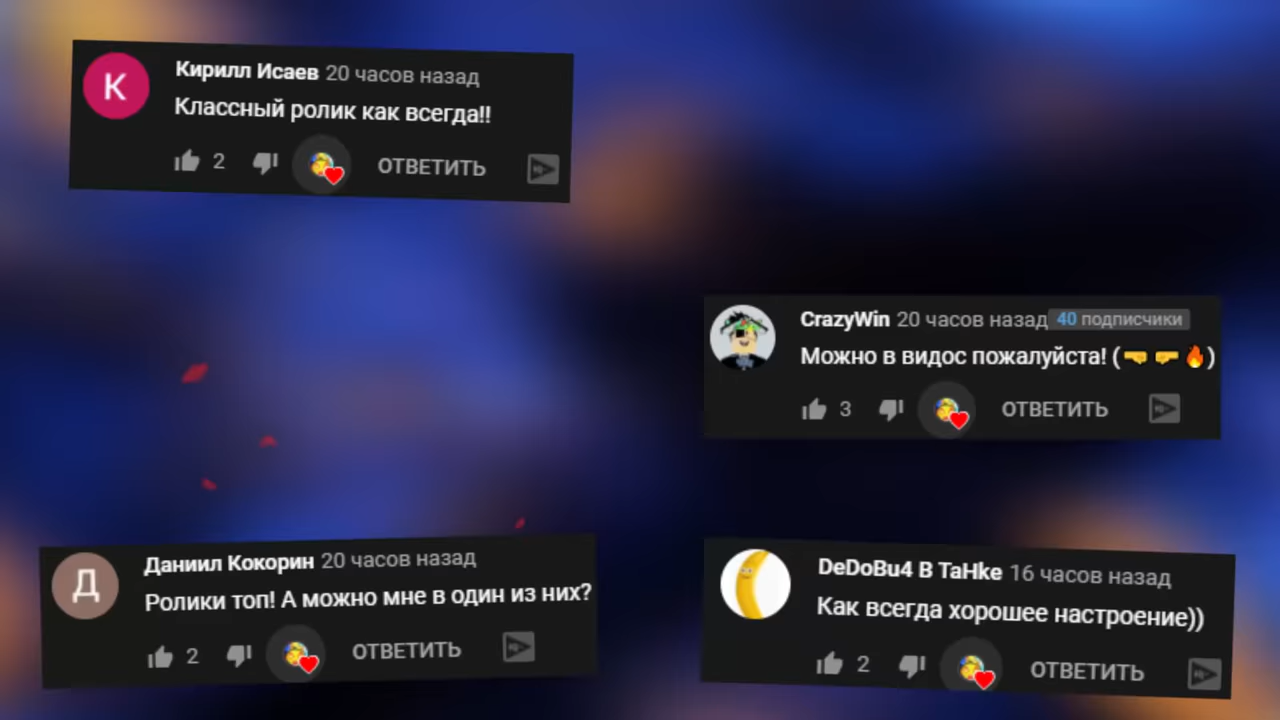 К
Кирилл Исаев 20 часов назад
Классный ролик как всегда!!
2 ОТВЕТИТЬ
CrazyWin 20 часов назад 40 подписчики
Можно в видос пожалуйста! (🤜🤛🔥)
3 ОТВЕТИТЬ
Д
Даниил Кокорин 20 часов назад
Ролики топ! А можно мне в один из них?
2 ОТВЕТИТЬ
DeDoBu4 B TaHke 16 часов назад
Как всегда хорошее настроение))
2 ОТВЕТИТЬ